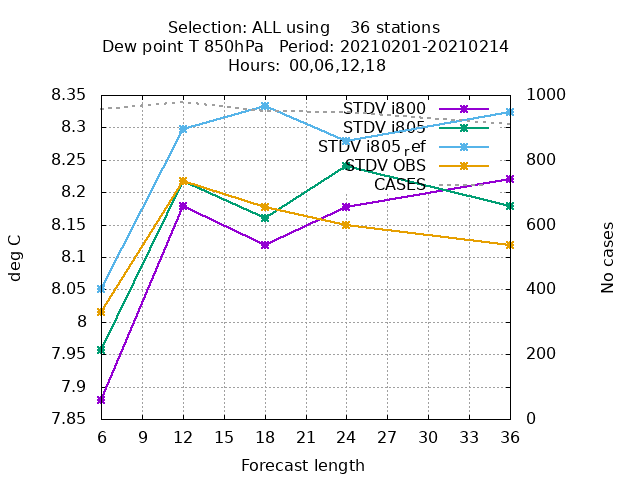 Selection: ALL using    36 stations
Dew point T 850hPa   Period: 20210201-20210214
Hours: 00,06,12,18
8.35
8.3
8.25
8.2
8.15
8.1
8.05
8
7.95
7.9
7.85
deg C
STDV i800
STDV i805
STDV i805ref
STDV OBS
CASES
1000
800
600
400
200
0
No cases
6 9 12 15 18 21 24 27 30 33 36
Forecast length